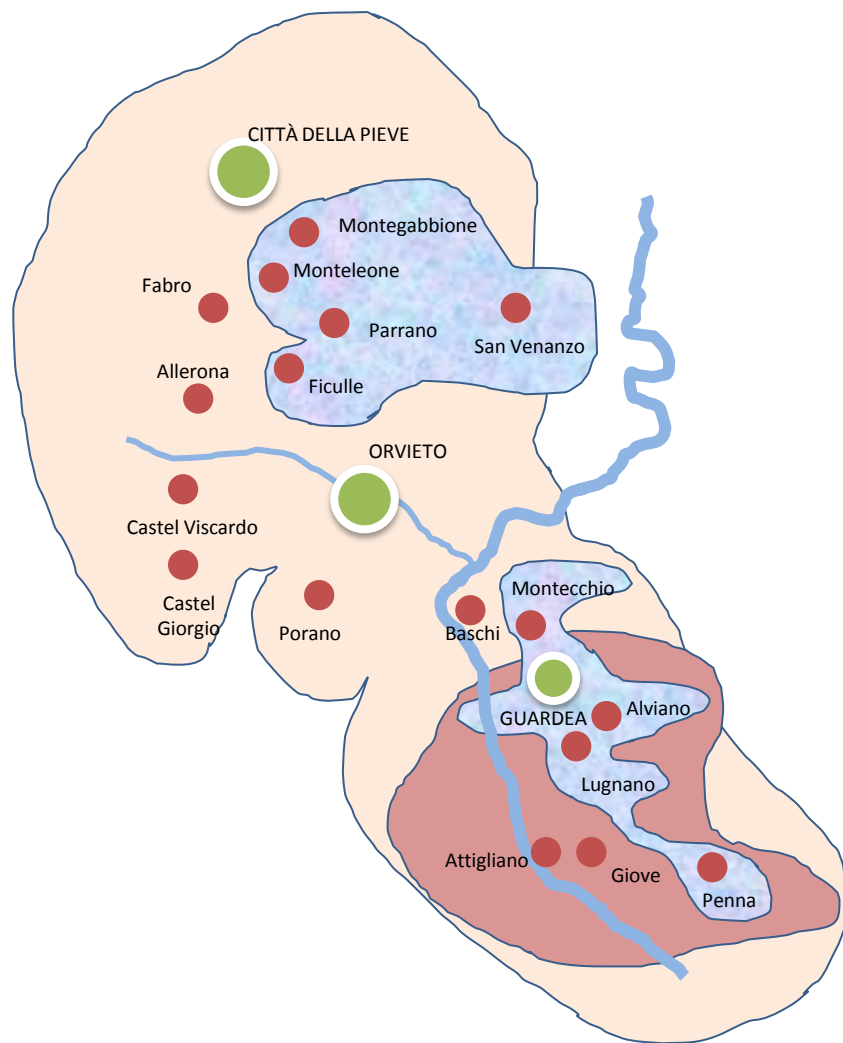 CITTÀ DELLA PIEVE
Montegabbione
Monteleone
Fabro
Parrano
San Venanzo
Allerona
Ficulle
ORVIETO
Castel Viscardo
Montecchio
Castel
Giorgio
Porano
Baschi
Alviano
GUARDEA
Lugnano
Attigliano
Giove
Penna